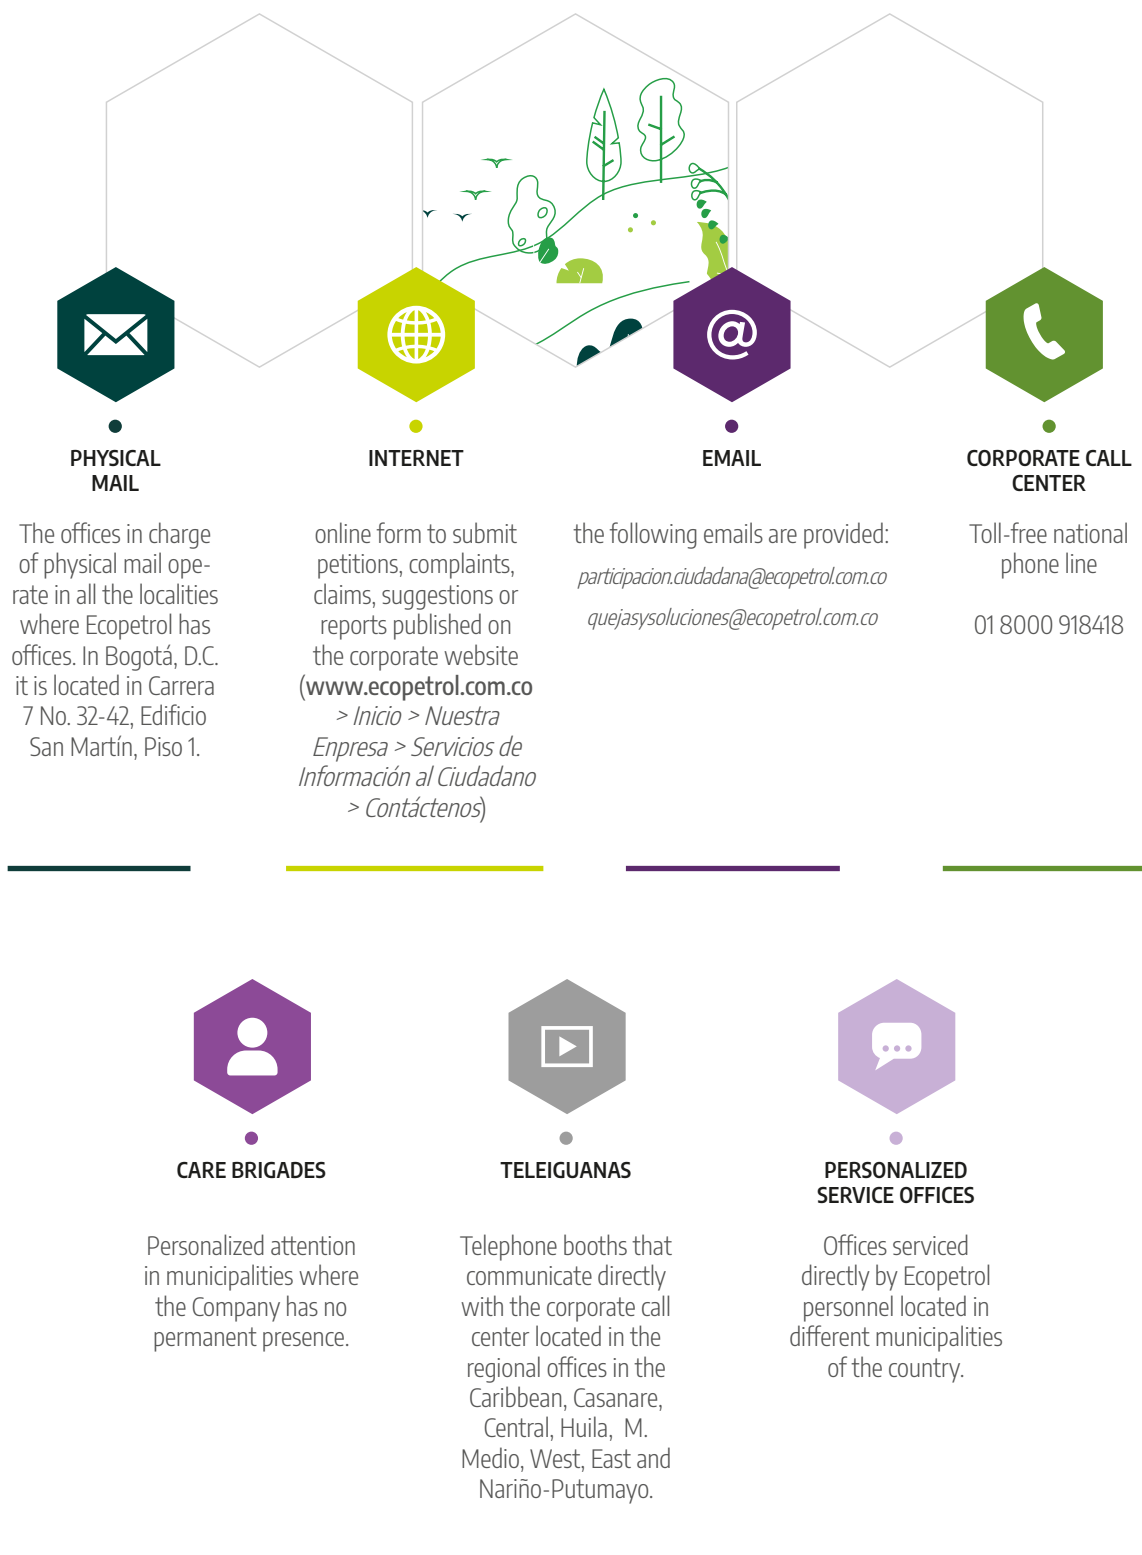 PHYSICAL
MAIL
The offices in charge
of physical mail ope-
rate in all the localities
where Ecopetrol has
offices. In Bogotá, D.C.
it is located in Carrera
7 No. 32-42, Edificio
San Martín, Piso 1.
INTERNET
online form to submit
petitions, complaints,
claims, suggestions or
reports published on
the corporate website
(www.ecopetrol.com.co
> Inicio > Nuestra
Enpresa > Servicios de
Información al Ciudadano
> Contáctenos)
EMAIL
the following emails are provided:
participacion.ciudadana@ecopetrol.com.co
quejasysoluciones@ecopetrol.com.co
CORPORATE CALL
CENTER
Toll-free national
phone line
01 8000 918418
CARE BRIGADES
Personalized attention
in municipalities where
the Company has no
permanent presence.
TELEIGUANAS
Telephone booths that
communicate directly
with the corporate call
center located in the
regional offices in the
Caribbean, Casanare,
Central, Huila, M.
Medio, West, East and
Nariño-Putumayo.
PERSONALIZED
SERVICE OFFICES
Offices serviced
directly by Ecopetrol
personnel located in
different municipalities
of the country.